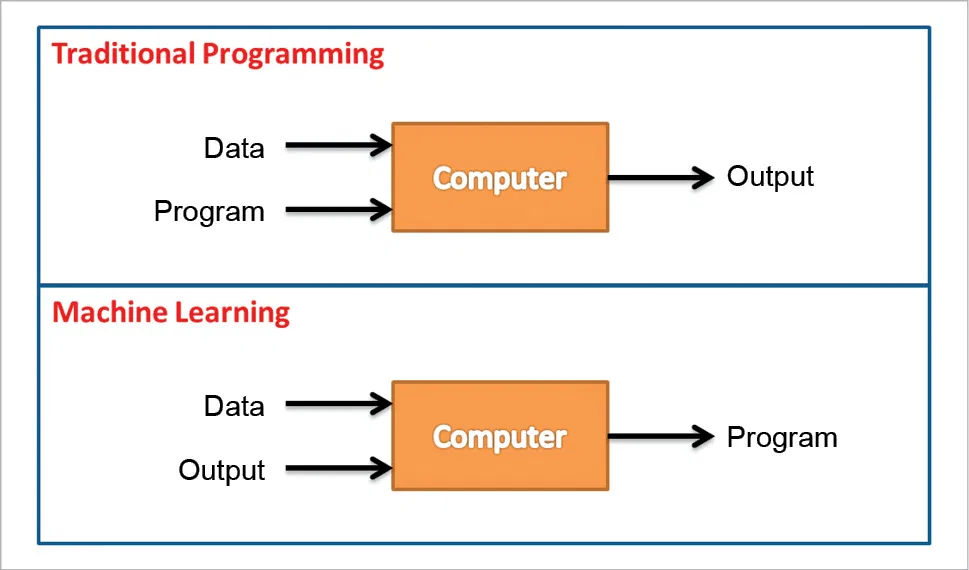 Traditional Programming
Data
Program
Computer
Output
Machine Learning
Data
Output
Computer
Program